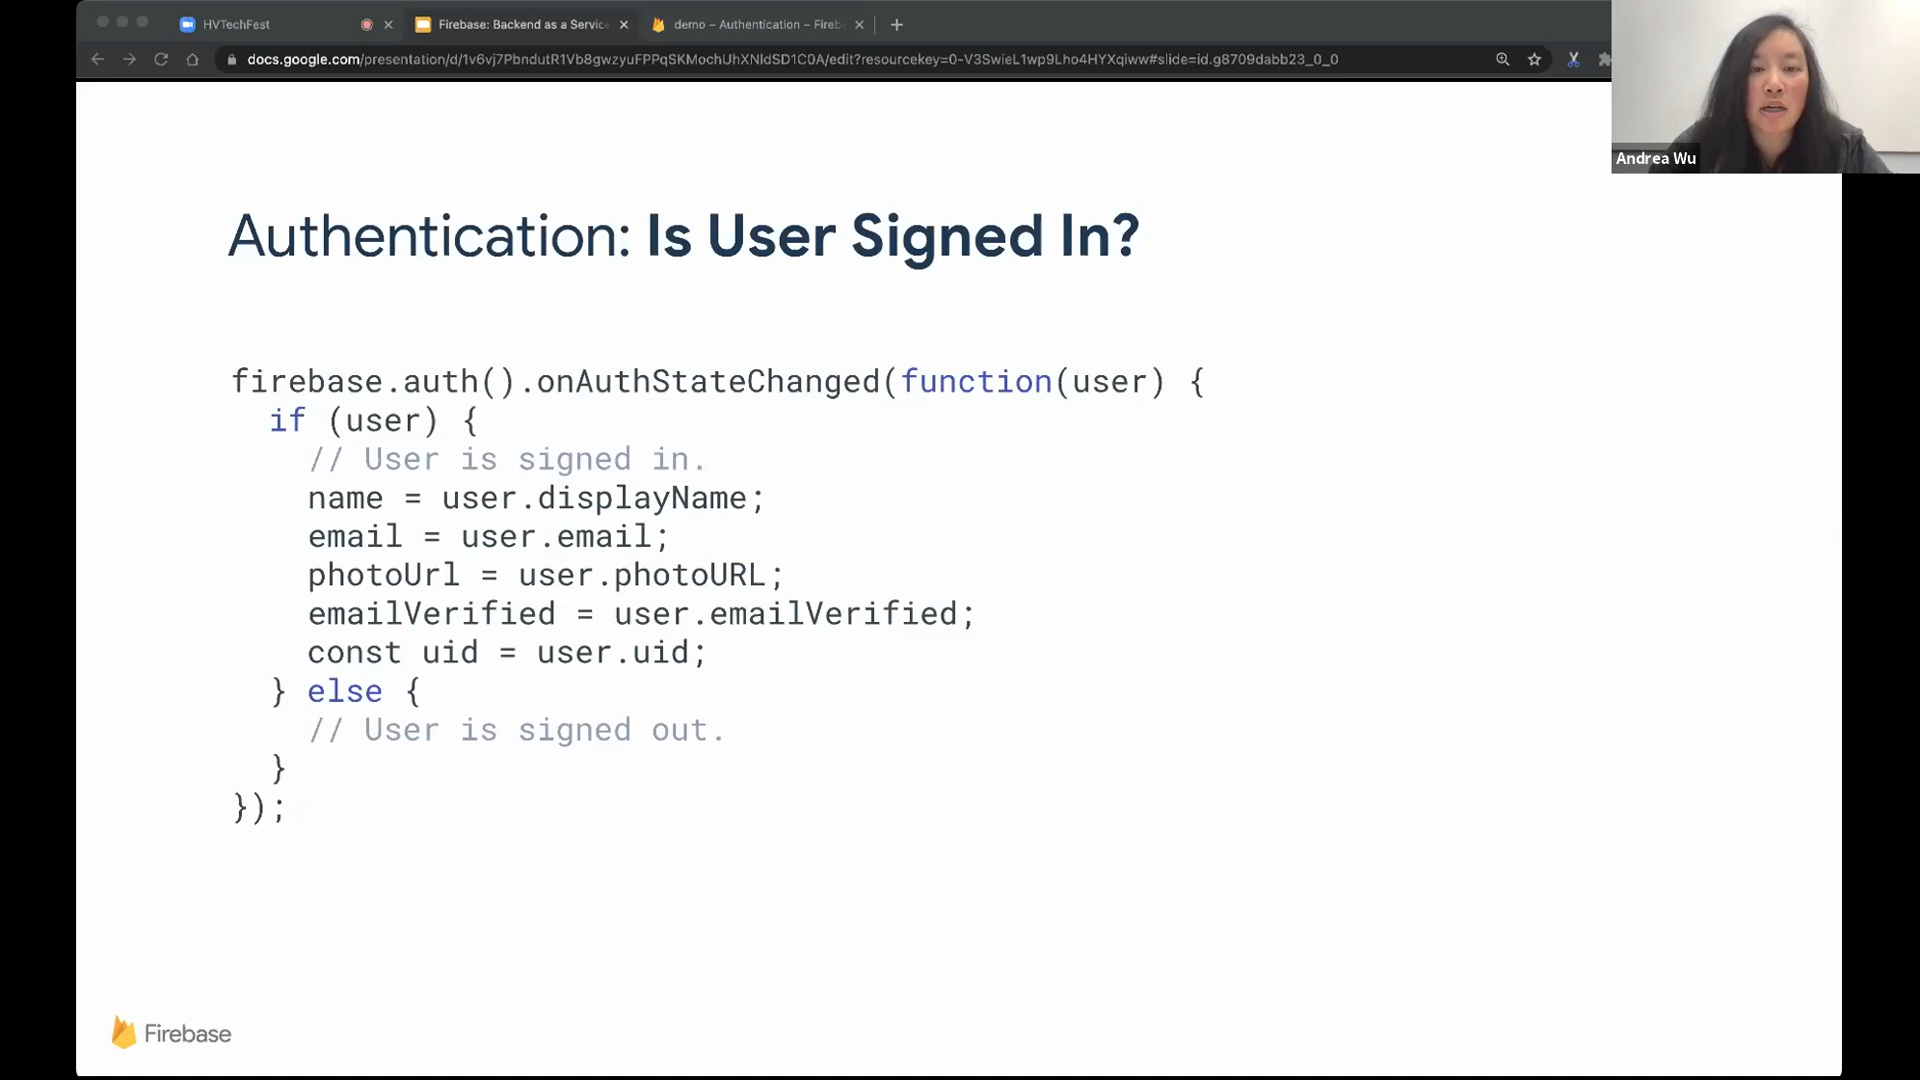 HVTechFest
Firebase: Backend as a Servic
demo – Authentication – Fireb
docs.google.com/presentation/d/1v6vj7PbndutR1Vb8gwzyuFPPqSKMochUhXNldSD1C0A/edit?resourcekey=0-V3SwieL1wp9Lho4HYXqiww#slide=id.g8709dabb23_0_0
Andrea Wu
Authentication: Is User Signed In?
firebase.auth().onAuthStateChanged(function(user) {
if (user) {
// User is signed in.
name = user.displayName;
email = user.email;
photoUrl = user.photoURL;
emailVerified = user.emailVerified;
const uid = user.uid;
} else {
// User is signed out.
}
});
Firebase